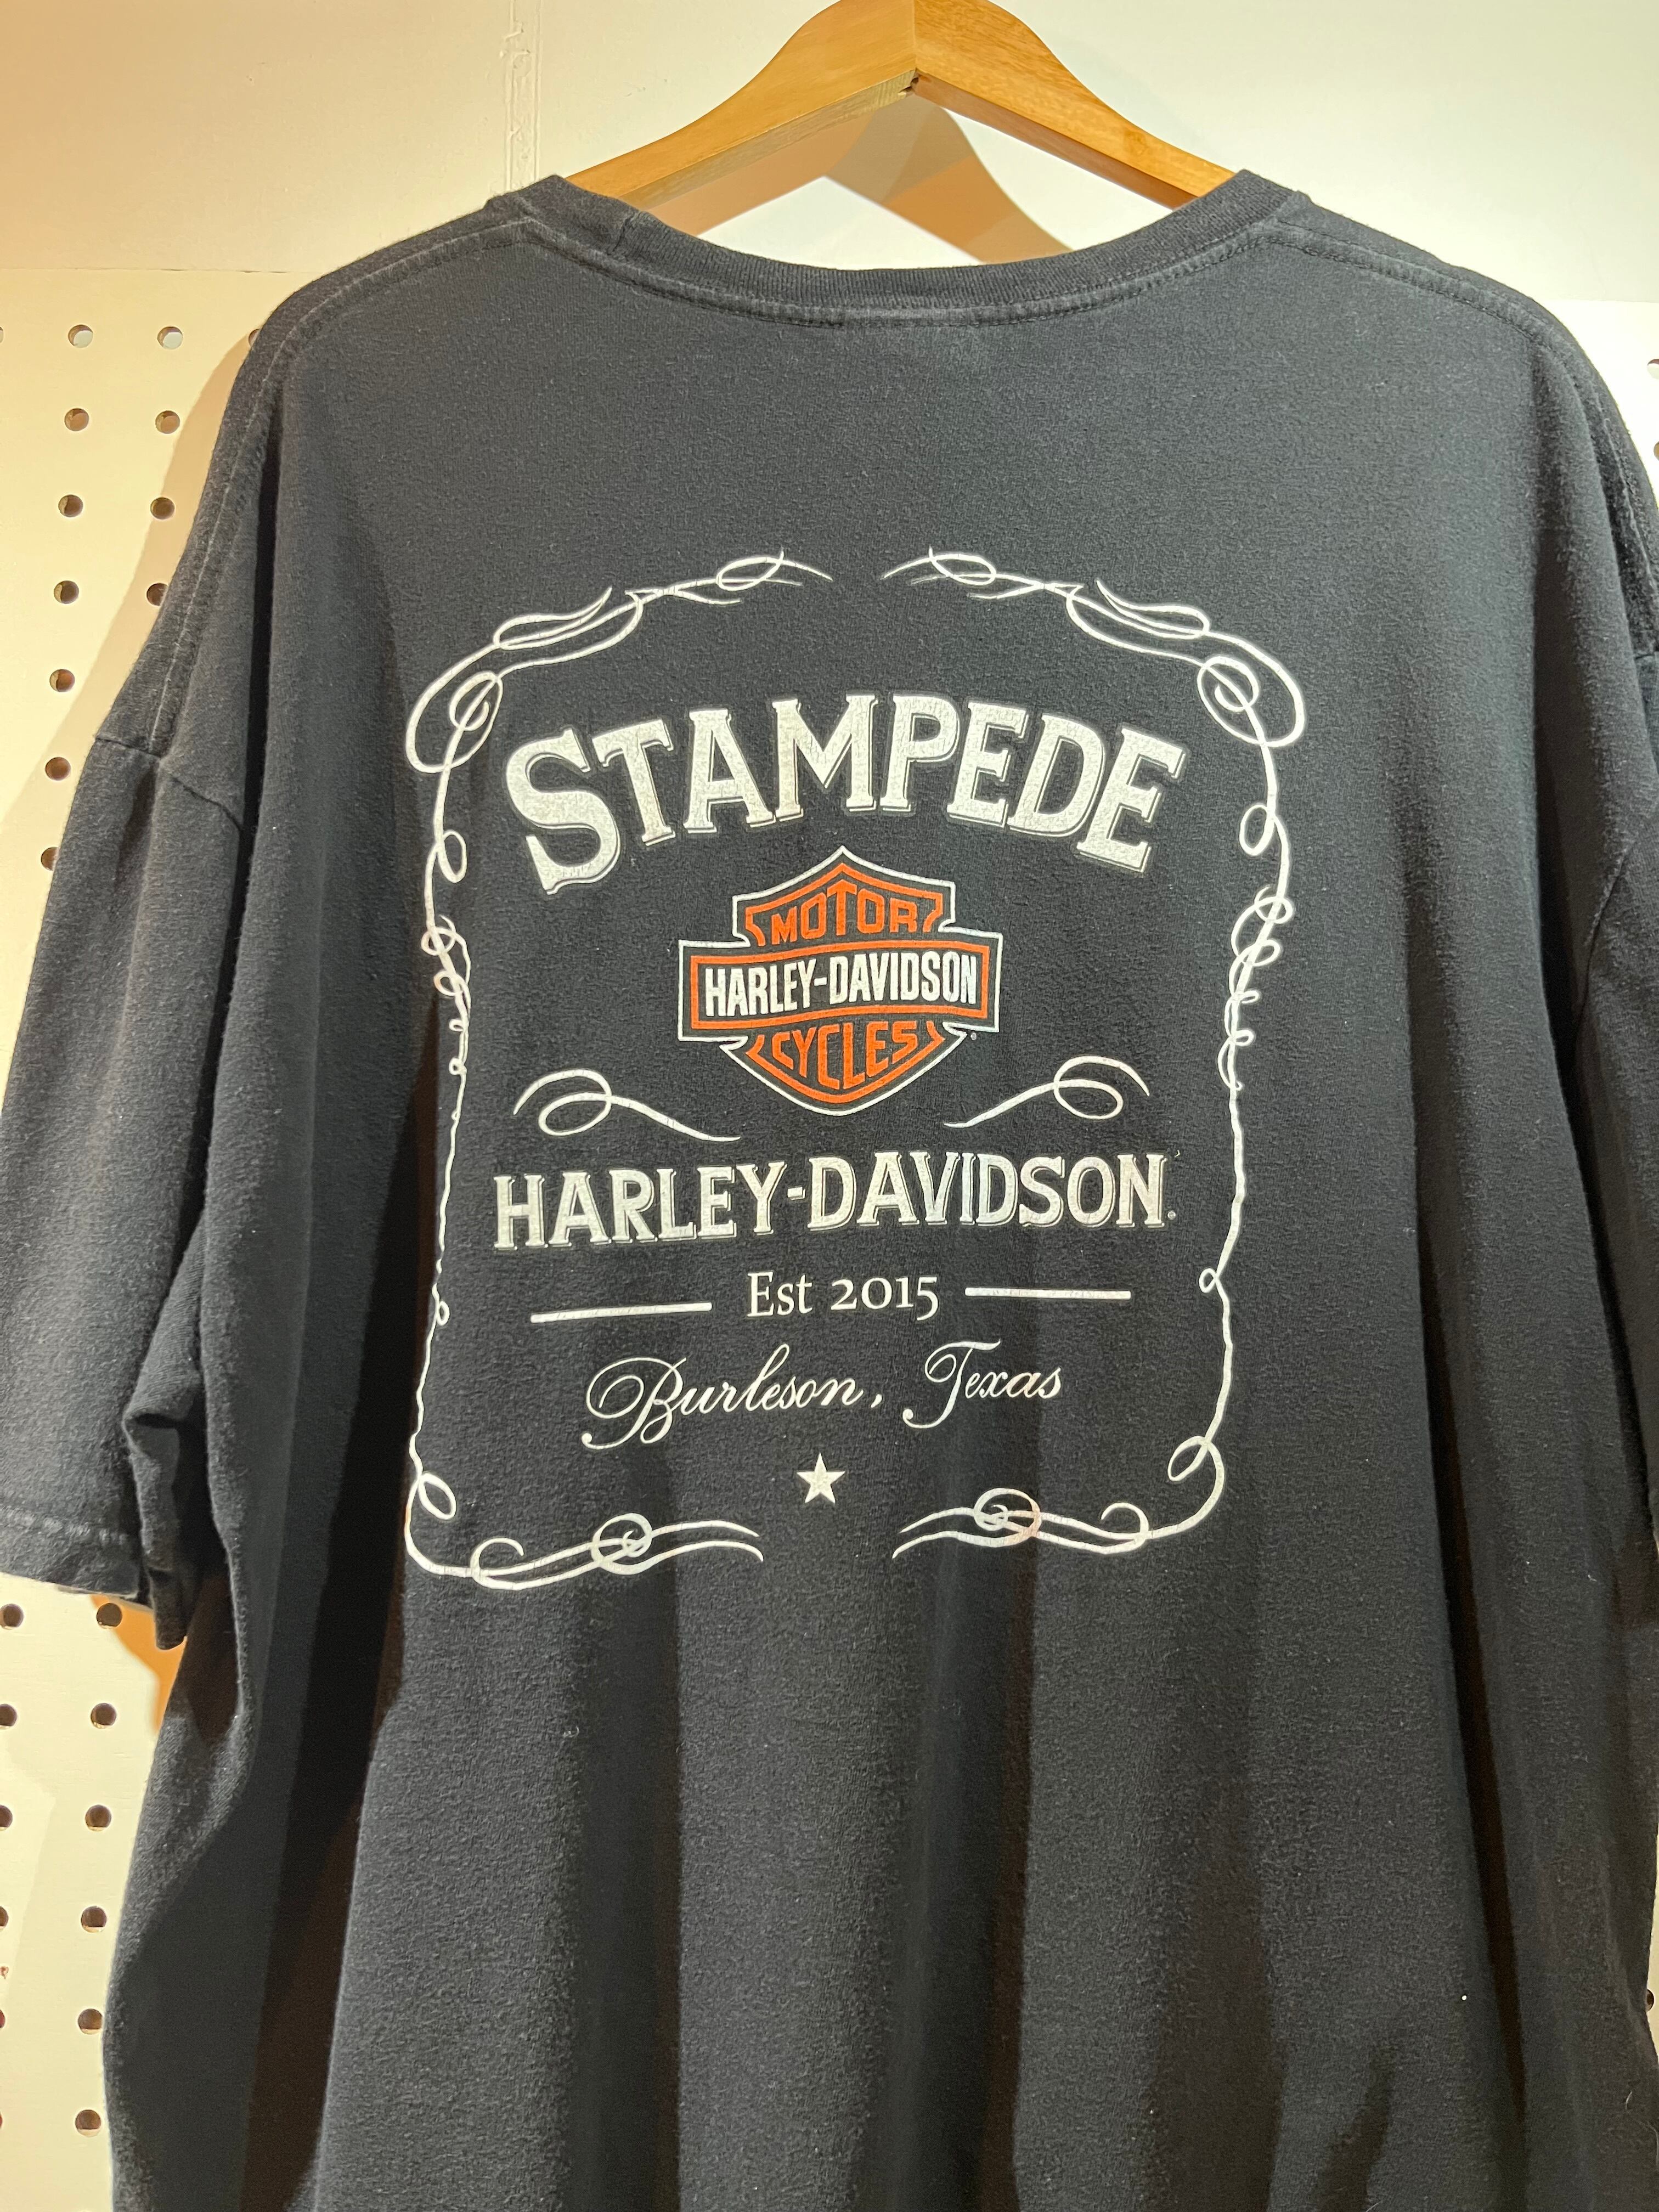 STAMPEDE
MOTOR
HARLEY-DAVIDSON
CYCLES
HARLEY-DAVIDSON
Est 2015
Burleson, Texas